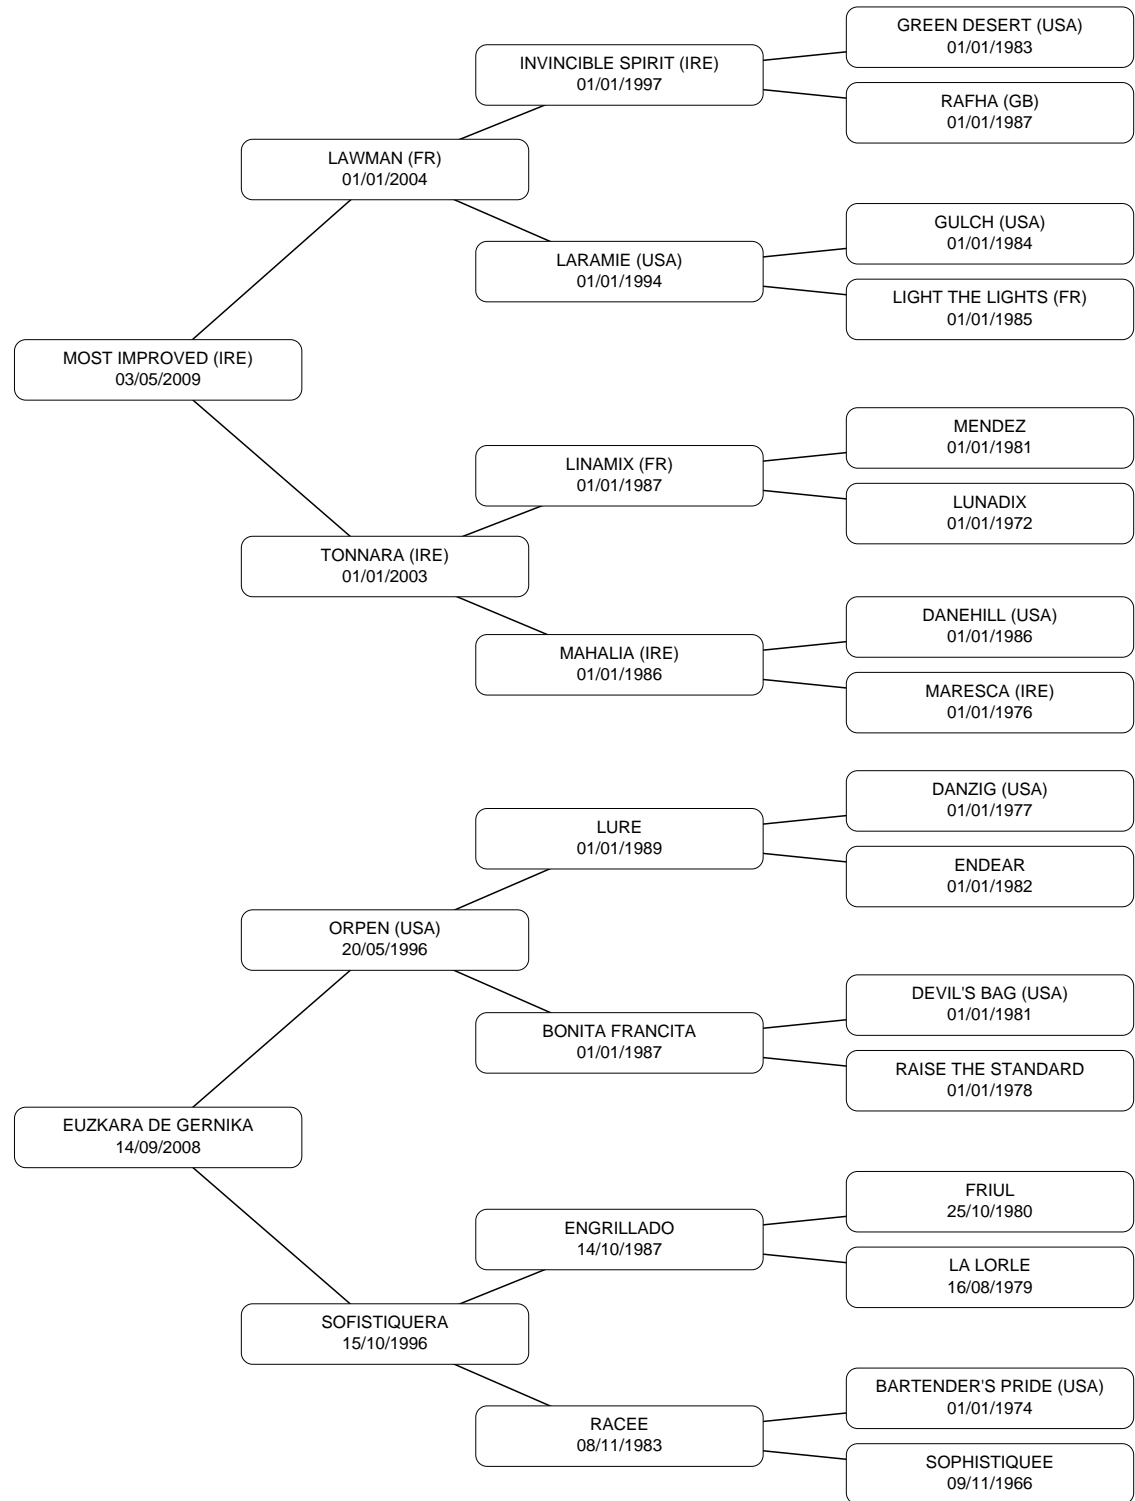 GREEN DESERT (USA)
01/01/1983
INVINCIBLE SPIRIT (IRE)
01/01/1997
RAFHA (GB)
01/01/1987
LAWMAN (FR)
01/01/2004
GULCH (USA)
01/01/1984
LARAMIE (USA)
01/01/1994
LIGHT THE LIGHTS (FR)
01/01/1985
MOST IMPROVED (IRE)
03/05/2009
MENDEZ
01/01/1981
LINAMIX (FR)
01/01/1987
LUNADIX
01/01/1972
TONNARA (IRE)
01/01/2003
DANEHILL (USA)
01/01/1986
MAHALIA (IRE)
01/01/1986
MARESCA (IRE)
01/01/1976
DANZIG (USA)
01/01/1977
LURE
01/01/1989
ENDEAR
01/01/1982
ORPEN (USA)
20/05/1996
DEVIL'S BAG (USA)
01/01/1981
BONITA FRANCITA
01/01/1987
RAISE THE STANDARD
01/01/1978
EUZKARA DE GERNIKA
14/09/2008
FRIUL
25/10/1980
ENGRILLADO
14/10/1987
LA LORLE
16/08/1979
SOFISTIQUERA
15/10/1996
BARTENDER'S PRIDE (USA)
01/01/1974
RACEE
08/11/1983
SOPHISTIQUEE
09/11/1966